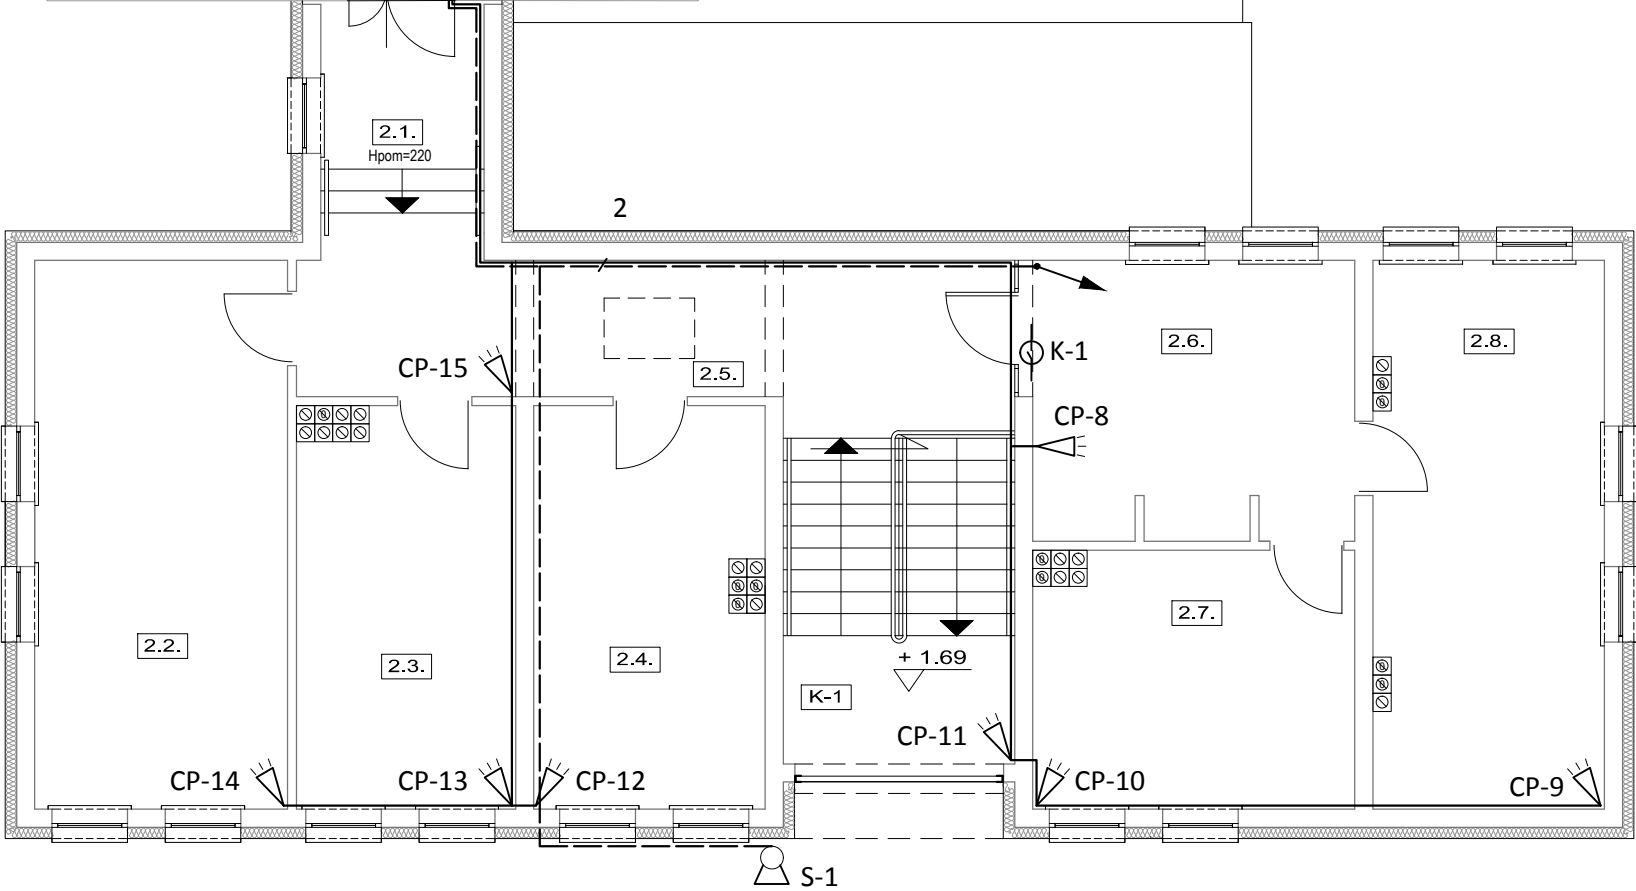 2.1.
Hpom=220
2
CP-15
2.5.
K-1
2.6.
2.8.
CP-8
2.2.
2.3.
2.4.
+ 1.69
K-1
2.7.
CP-11
CP-14
CP-13
CP-12
CP-10
CP-9
S-1